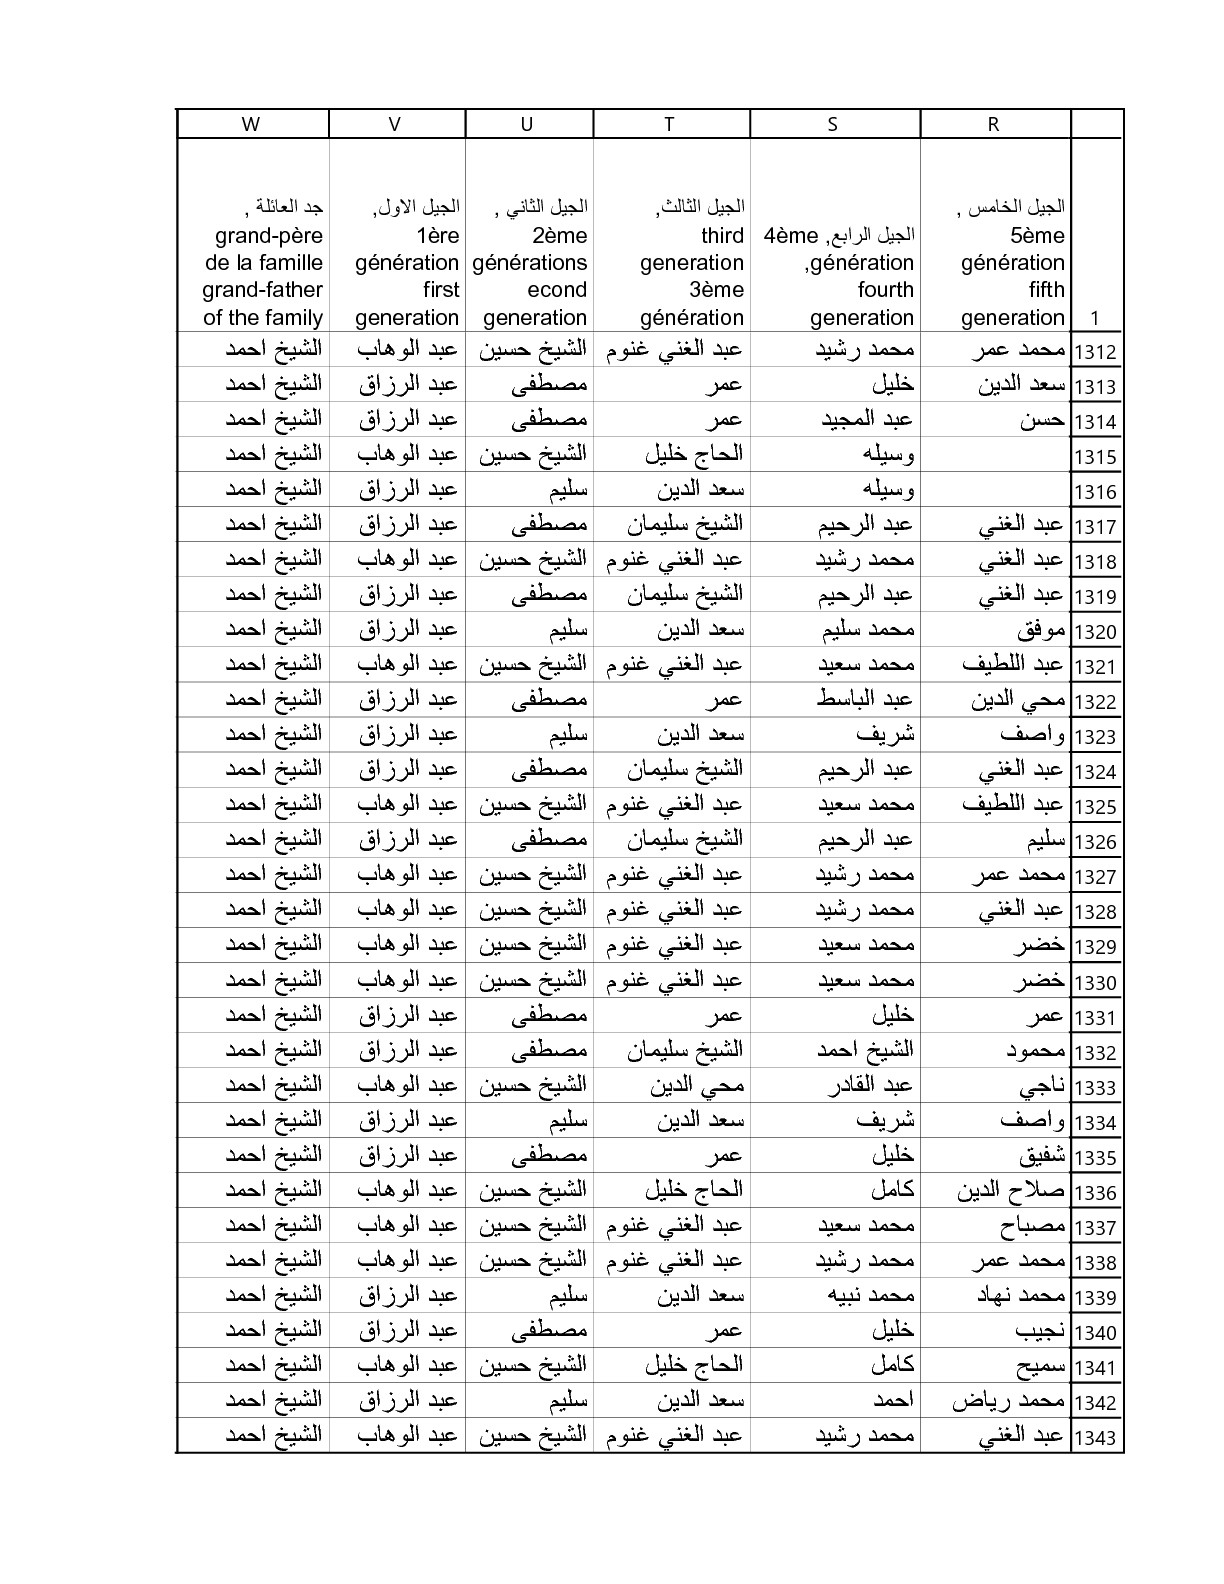 W V U T S R
جد العائلة ,
grand-père
de la famille
grand-father
of the family
الجيل الاول,
1ère
génération
first
generation
الجيل الثاني ,
2ème
générations
econd
generation
الجيل الثالث,
third
generation
3ème
génération
الجيل الرابع, 4ème
génération,
fourth
generation
الجيل الخامس ,
5ème
génération
fifth
generation
1
1312 محمد عمر محمد رشيد عبد الغني غنوم الشيخ حسين عبد الوهاب الشيخ احمد
1313 سعد الدين خليل عمر مصطفى عبد الرزاق الشيخ احمد
1314 حسن عبد المجيد عمر مصطفى عبد الرزاق الشيخ احمد
1315 وسيله الحاج خليل الشيخ حسين عبد الوهاب الشيخ احمد
1316 وسيله سعد الدين سليم عبد الرزاق الشيخ احمد
1317 عبد الغني عبد الرحيم الشيخ سليمان مصطفى عبد الرزاق الشيخ احمد
1318 عبد الغني محمد رشيد عبد الغني غنوم الشيخ حسين عبد الوهاب الشيخ احمد
1319 عبد الغني عبد الرحيم الشيخ سليمان مصطفى عبد الرزاق الشيخ احمد
1320 موفق محمد سليم سعد الدين سليم عبد الرزاق الشيخ احمد
1321 عبد اللطيف محمد سعيد عبد الغني غنوم الشيخ حسين عبد الوهاب الشيخ احمد
1322 محي الدين عبد الباسط عمر مصطفى عبد الرزاق الشيخ احمد
1323 واصف شريف سعد الدين سليم عبد الرزاق الشيخ احمد
1324 عبد الغني عبد الرحيم الشيخ سليمان مصطفى عبد الرزاق الشيخ احمد
1325 عبد اللطيف محمد سعيد عبد الغني غنوم الشيخ حسين عبد الوهاب الشيخ احمد
1326 سليم عبد الرحيم الشيخ سليمان مصطفى عبد الرزاق الشيخ احمد
1327 محمد عمر محمد رشيد عبد الغني غنوم الشيخ حسين عبد الوهاب الشيخ احمد
1328 عبد الغني محمد رشيد عبد الغني غنوم الشيخ حسين عبد الوهاب الشيخ احمد
1329 خضر محمد سعيد عبد الغني غنوم الشيخ حسين عبد الوهاب الشيخ احمد
1330 خضر محمد سعيد عبد الغني غنوم الشيخ حسين عبد الوهاب الشيخ احمد
1331 عمر خليل عمر مصطفى عبد الرزاق الشيخ احمد
1332 محمود الشيخ احمد الشيخ سليمان مصطفى عبد الرزاق الشيخ احمد
1333 ناجي عبد القادر محي الدين الشيخ حسين عبد الوهاب الشيخ احمد
1334 واصف شريف سعد الدين سليم عبد الرزاق الشيخ احمد
1335 شفيق خليل عمر مصطفى عبد الرزاق الشيخ احمد
1336 صلاح الدين كامل الحاج خليل الشيخ حسين عبد الوهاب الشيخ احمد
1337 مصباح محمد سعيد عبد الغني غنوم الشيخ حسين عبد الوهاب الشيخ احمد
1338 محمد عمر محمد رشيد عبد الغني غنوم الشيخ حسين عبد الوهاب الشيخ احمد
1339 محمد نهاد محمد نبيه سعد الدين سليم عبد الرزاق الشيخ احمد
1340 نجيب خليل عمر مصطفى عبد الرزاق الشيخ احمد
1341 سميح كامل الحاج خليل الشيخ حسين عبد الوهاب الشيخ احمد
1342 محمد رياض احمد سعد الدين سليم عبد الرزاق الشيخ احمد
1343 عبد الغني محمد رشيد عبد الغني غنوم الشيخ حسين عبد الوهاب الشيخ احمد